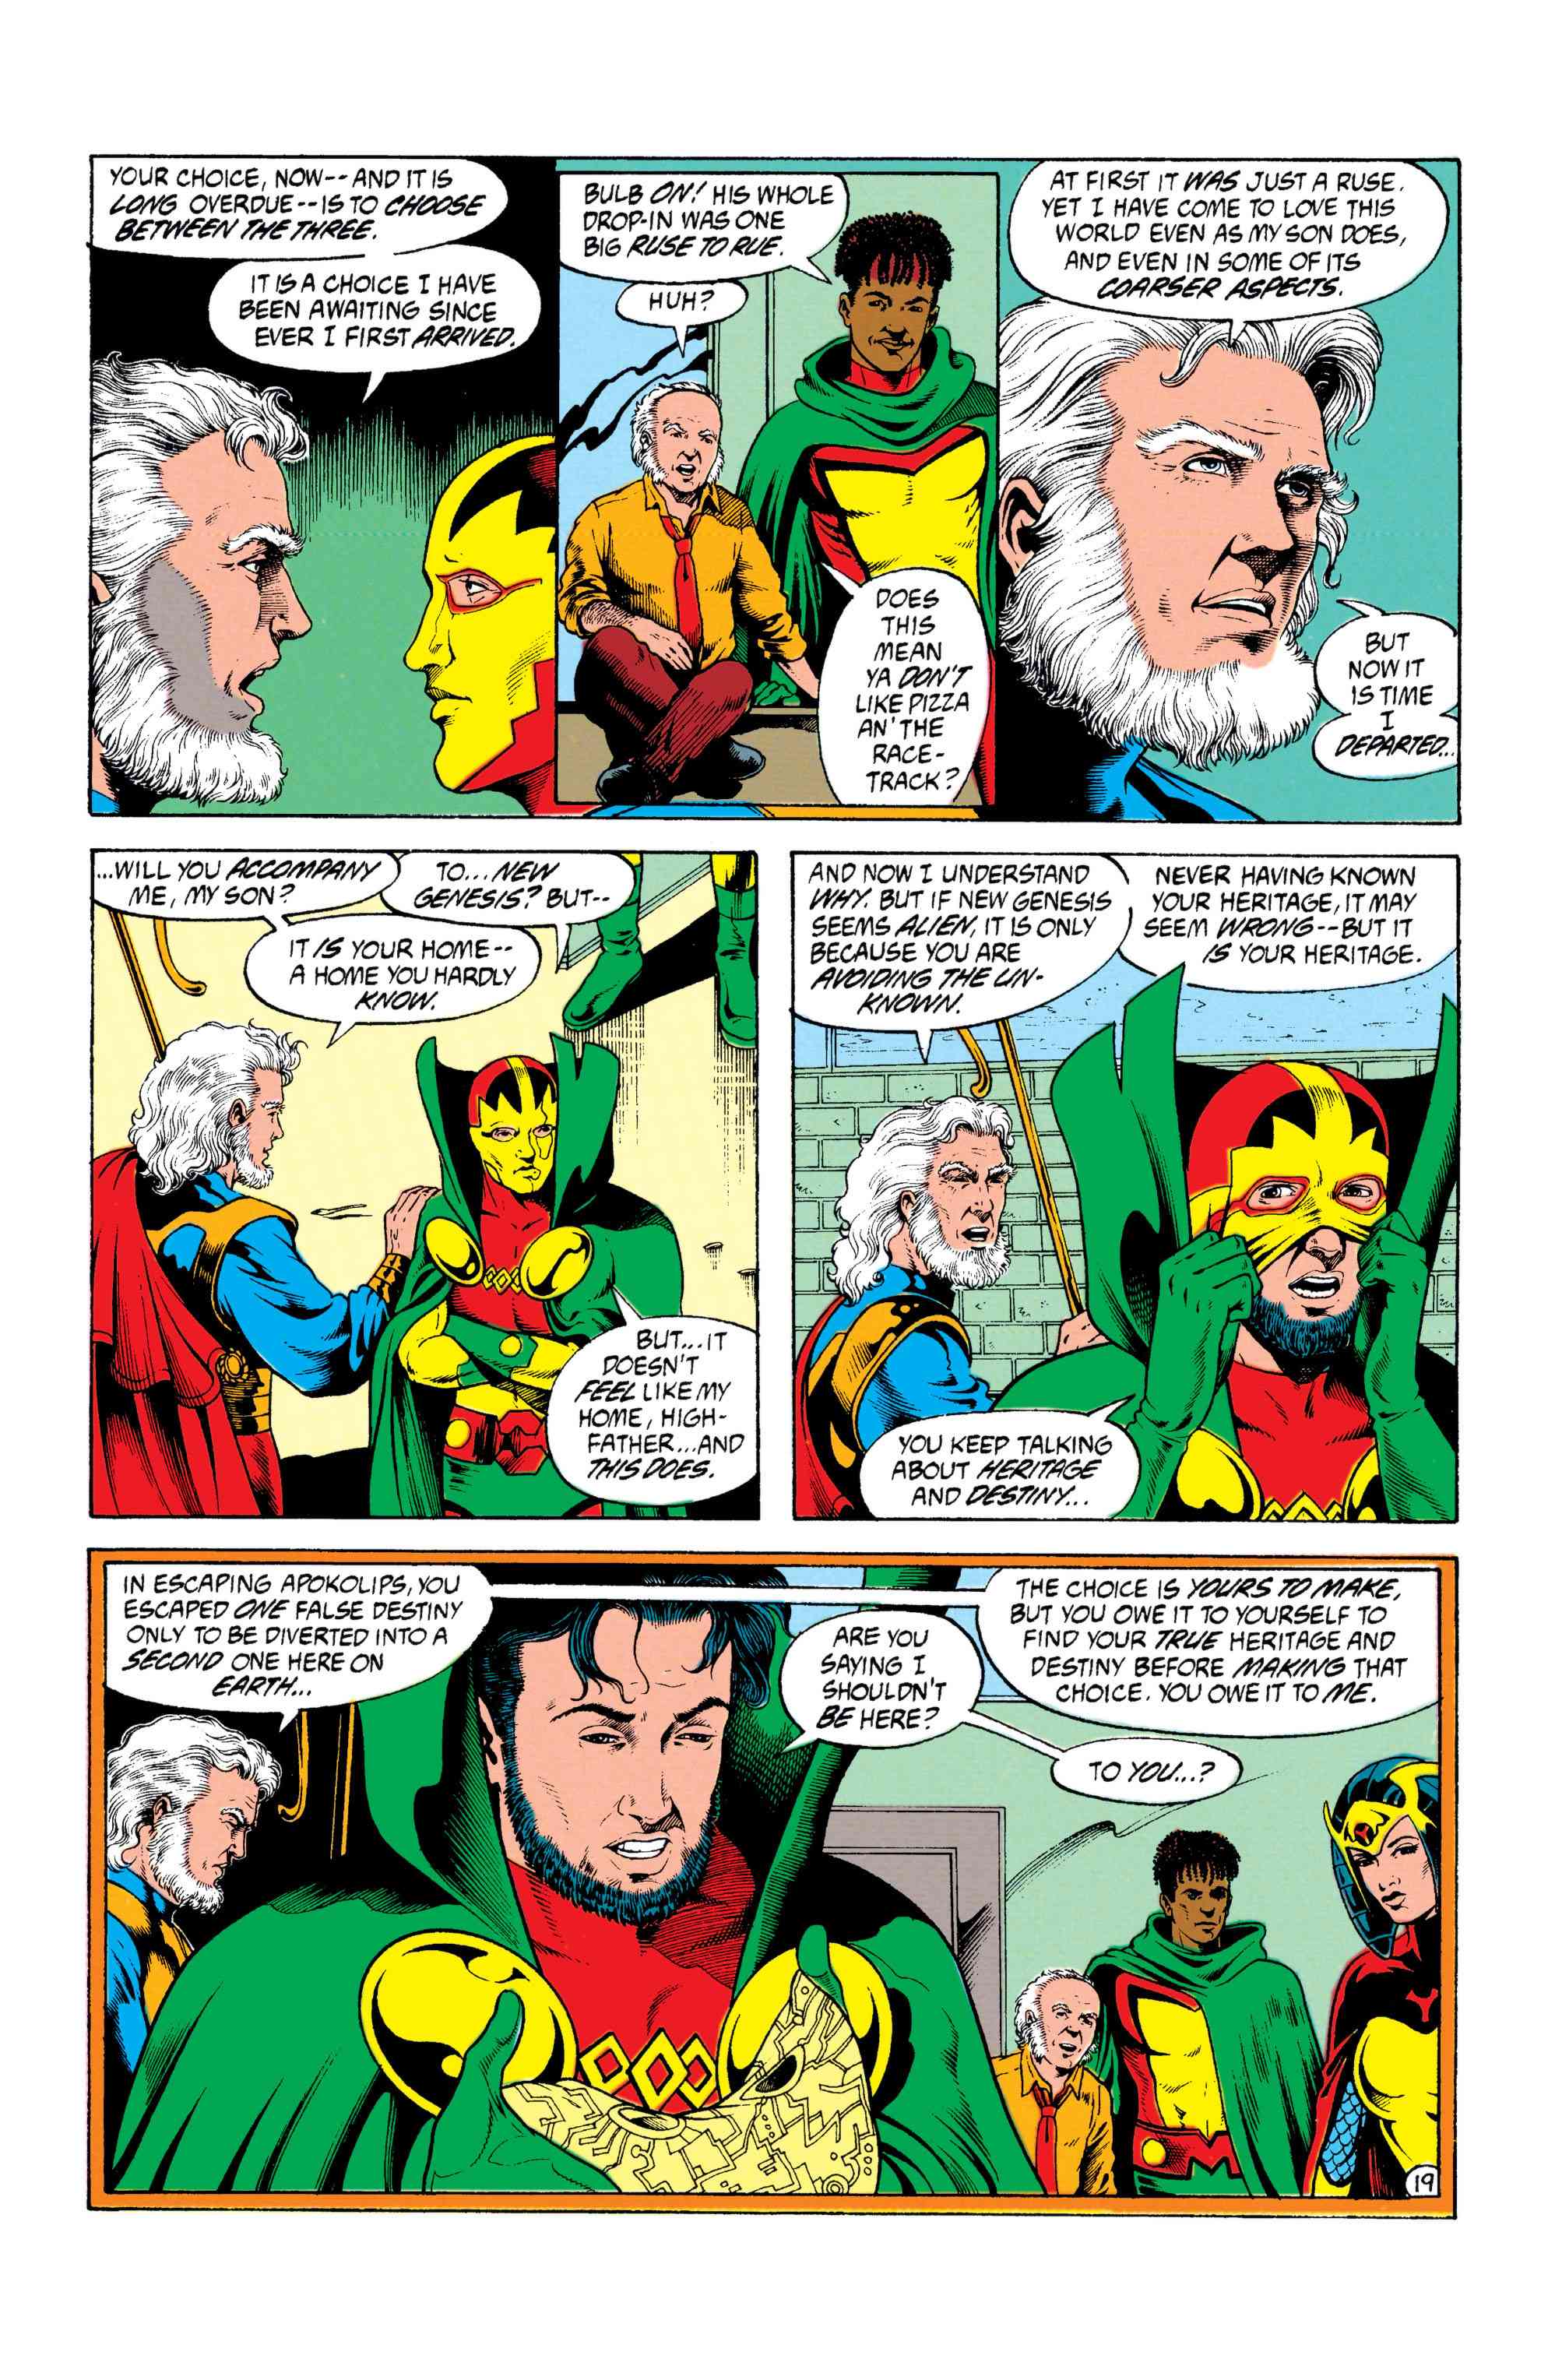 YOUR CHOICE, NOW-- AND IT IS
LONG OVERDUE--IS TO CHOOSE
BETWEEN THE THREE.
IT IS A CHOICE I HAVE
BEEN AWAITING SINCE
EVER I FIRST ARRIVED.
BULB ON! HIS WHOLE
DROP-IN WAS ONE
BIG RUSE TO RUE.
HUH?
DOES
THIS
MEAN
YA DON'T
LIKE PIZZA
AN' THE
RACE-
TRACK?
AT FIRST IT WAS JUST A RUSE.
YET I HAVE COME TO LOVE THIS
WORLD EVEN AS MY SON DOES,
AND EVEN IN SOME OF ITS
COARSER ASPECTS.
BUT
NOW IT
IS TIME
I
DEPARTED...
...WILL YOU ACCOMPANY
ME, MY SON?
TO... NEW
GENESIS? BUT--
IT IS YOUR HOME--
A HOME YOU HARDLY
KNOW.
BUT... IT
DOESN'T
FEEL LIKE MY
HOME, HIGH-
FATHER... AND
THIS DOES.
AND NOW I UNDERSTAND
WHY. BUT IF NEW GENESIS
SEEMS ALIEN, IT IS ONLY
BECAUSE YOU ARE
AVOIDING THE UN-
KNOWN.
NEVER HAVING KNOWN
YOUR HERITAGE, IT MAY
SEEM WRONG--BUT IT
IS YOUR HERITAGE.
YOU KEEP TALKING
ABOUT HERITAGE
AND DESTINY...
IN ESCAPING APOKOLIPS, YOU
ESCAPED ONE FALSE DESTINY
ONLY TO BE DIVERTED INTO A
SECOND ONE HERE ON
EARTH...
ARE YOU
SAYING I
SHOULDN'T
BE HERE?
THE CHOICE IS YOURS TO MAKE,
BUT YOU OWE IT TO YOURSELF TO
FIND YOUR TRUE HERITAGE AND
DESTINY BEFORE MAKING THAT
CHOICE. YOU OWE IT TO ME.
TO YOU...?
19